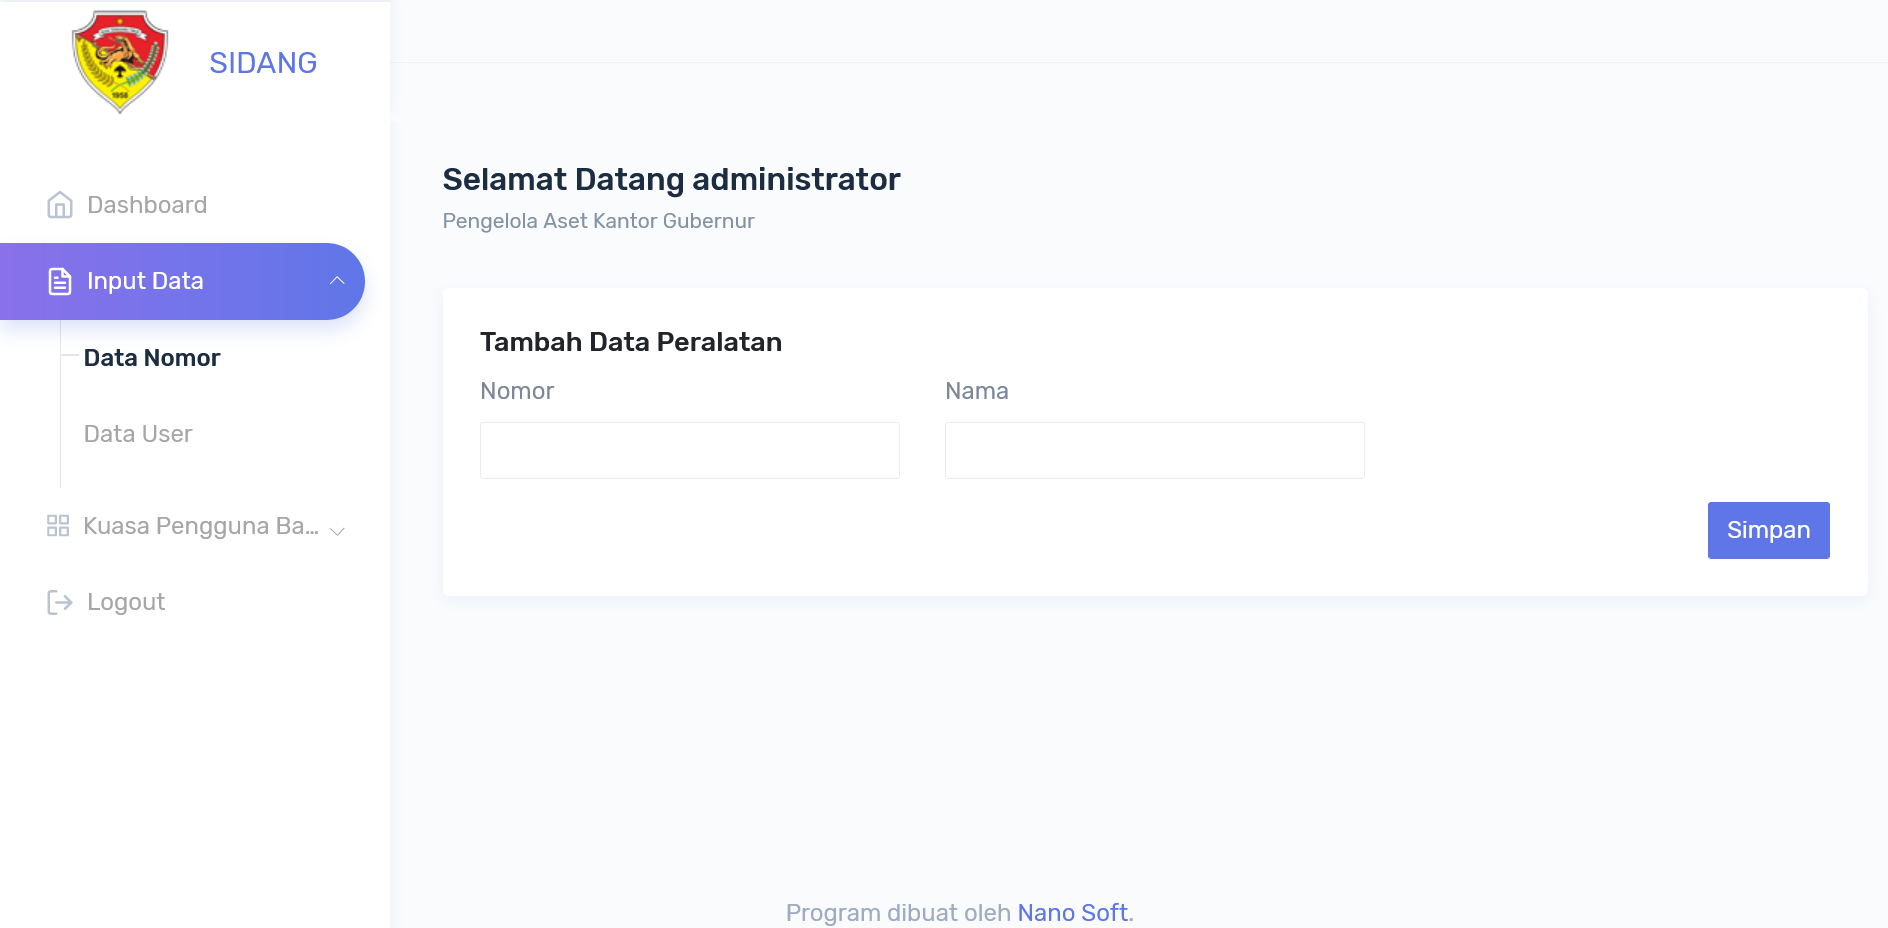 SIDANG
Dashboard
Input Data
Data Nomor
Data User
Kuasa Pengguna Ba...
Logout
Selamat Datang administrator
Pengelola Aset Kantor Gubernur
Tambah Data Peralatan
Nomor
Nama
Simpan
Program dibuat oleh Nano Soft.
1958